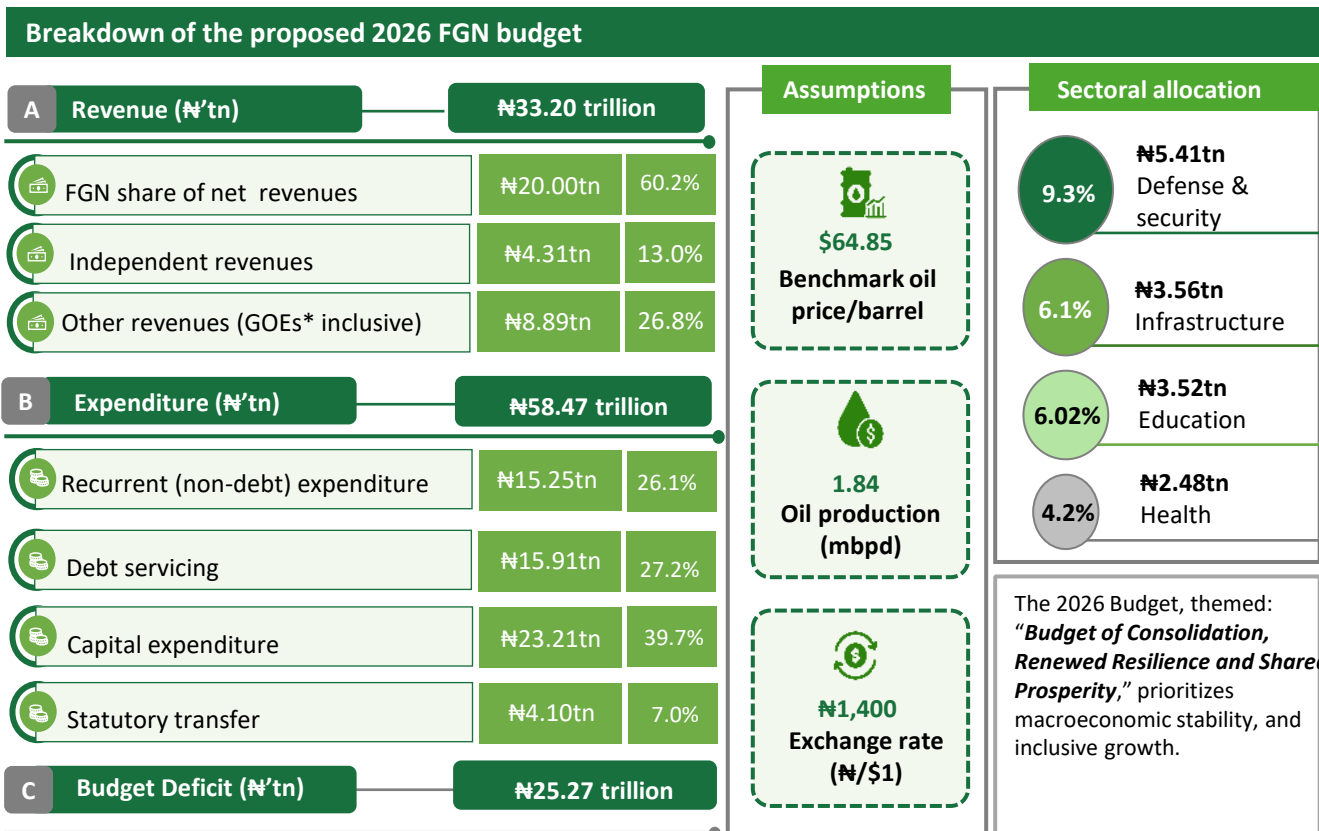 Breakdown of the proposed 2026 FGN budget
A
Revenue (₦'tn)
₦33.20 trillion
FGN share of net revenues
₦20.00tn
60.2%
Independent revenues
₦4.31tn
13.0%
Other revenues (GOEs* inclusive)
₦8.89tn
26.8%
B
Expenditure (₦'tn)
₦58.47 trillion
Recurrent (non-debt) expenditure
₦15.25tn
26.1%
Debt servicing
₦15.91tn
27.2%
Capital expenditure
₦23.21tn
39.7%
Statutory transfer
₦4.10tn
7.0%
C
Budget Deficit (₦'tn)
₦25.27 trillion
Assumptions
$64.85
Benchmark oil
price/barrel
1.84
Oil production
(mbpd)
₦1,400
Exchange rate
(₦/$1)
Sectoral allocation
9.3%
₦5.41tn
Defense &
security
6.1%
₦3.56tn
Infrastructure
6.02%
₦3.52tn
Education
4.2%
₦2.48tn
Health
The 2026 Budget, themed:
“Budget of Consolidation,
Renewed Resilience and Shared
Prosperity,” prioritizes
macroeconomic stability, and
inclusive growth.